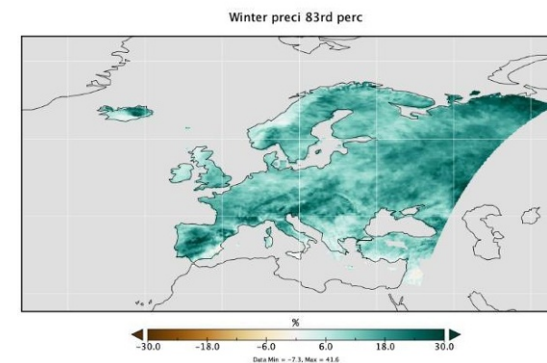 Winter preci 83rd perc
%
-30.0 -18.0 -6.0 6.0 18.0 30.0
Data Min = -7.3, Max = 41.6